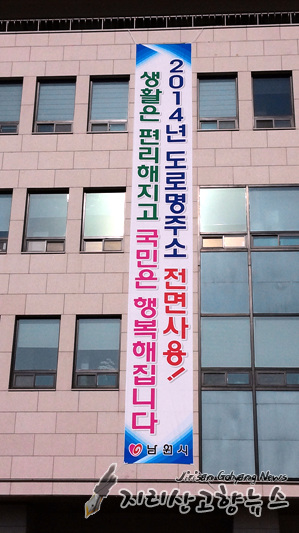 2014년 도로명주소 전면사용!
생활은 편리해지고 국민은 행복해집니다
남원시
Jirisan Gohyang News
지리산고향뉴스